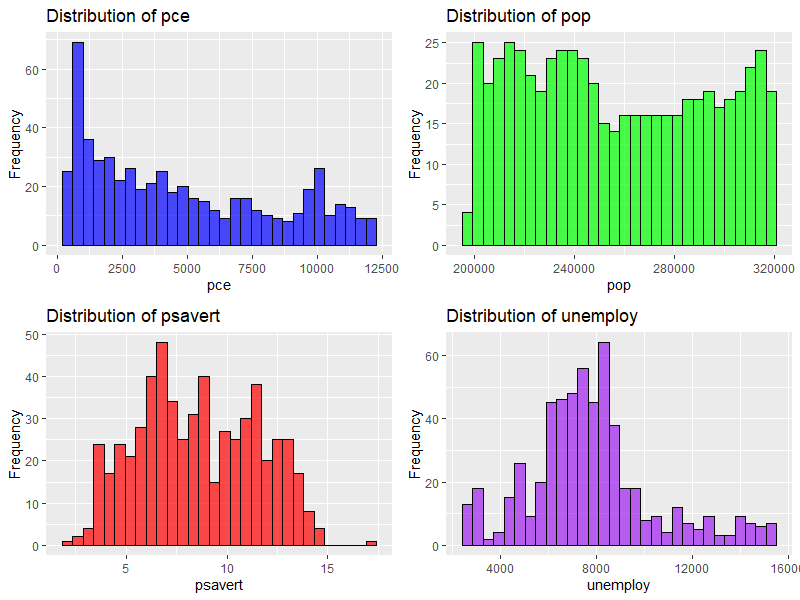 Distribution of pce
Frequency
60
40
20
0
0 2500 5000 7500 10000 12500
pce
Distribution of pop
Frequency
25
20
15
10
5
0
200000 240000 280000 320000
pop
Distribution of psavert
Frequency
50
40
30
20
10
0
5 10 15
psavert
Distribution of unemploy
Frequency
60
40
20
0
4000 8000 12000 16000
unemploy